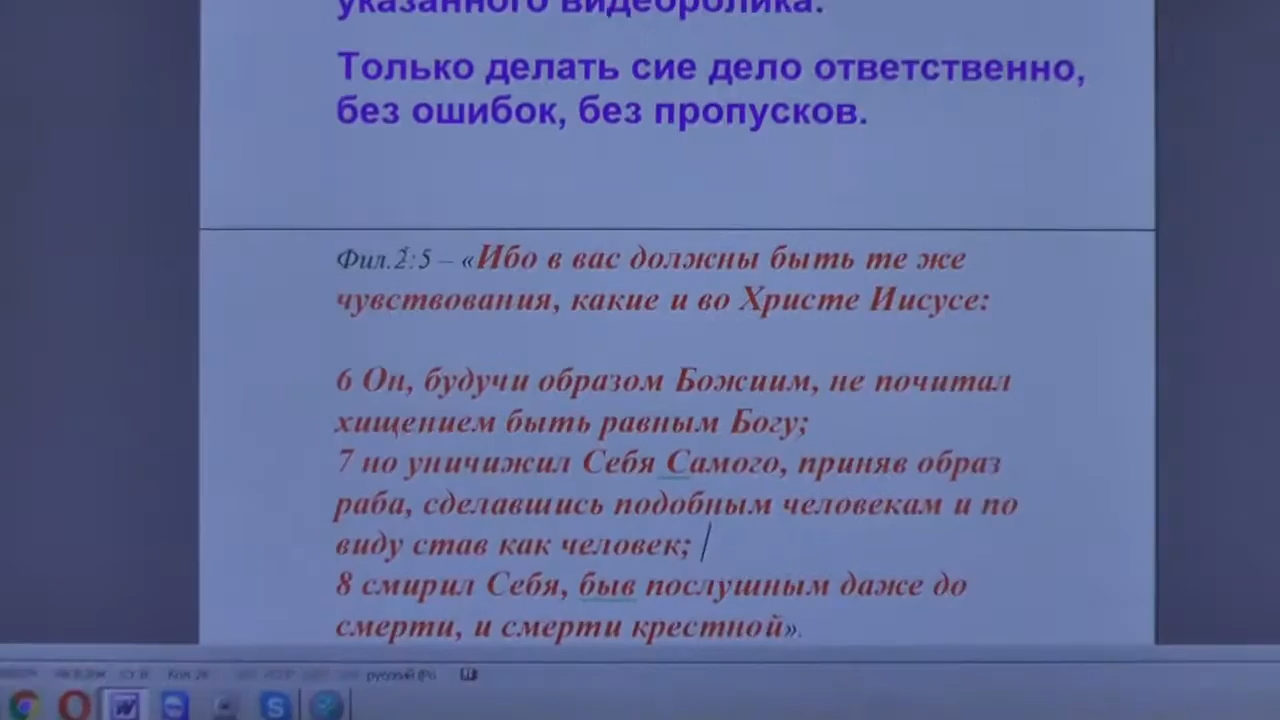 указанного видеоролика.
Только делать сие дело ответственно,
без ошибок, без пропусков.
Фил.2:5 – «Ибо в вас должны быть те же
чувствования, какие и во Христе Иисусе:
6 Он, будучи образом Божиим, не почитал
хищением быть равным Богу;
7 но уничижил Себя Самого, приняв образ
раба, сделавшись подобным человекам и по
виду став как человек;
8 смирил Себя, быв послушным даже до
смерти, и смерти крестной».
русский (Ро